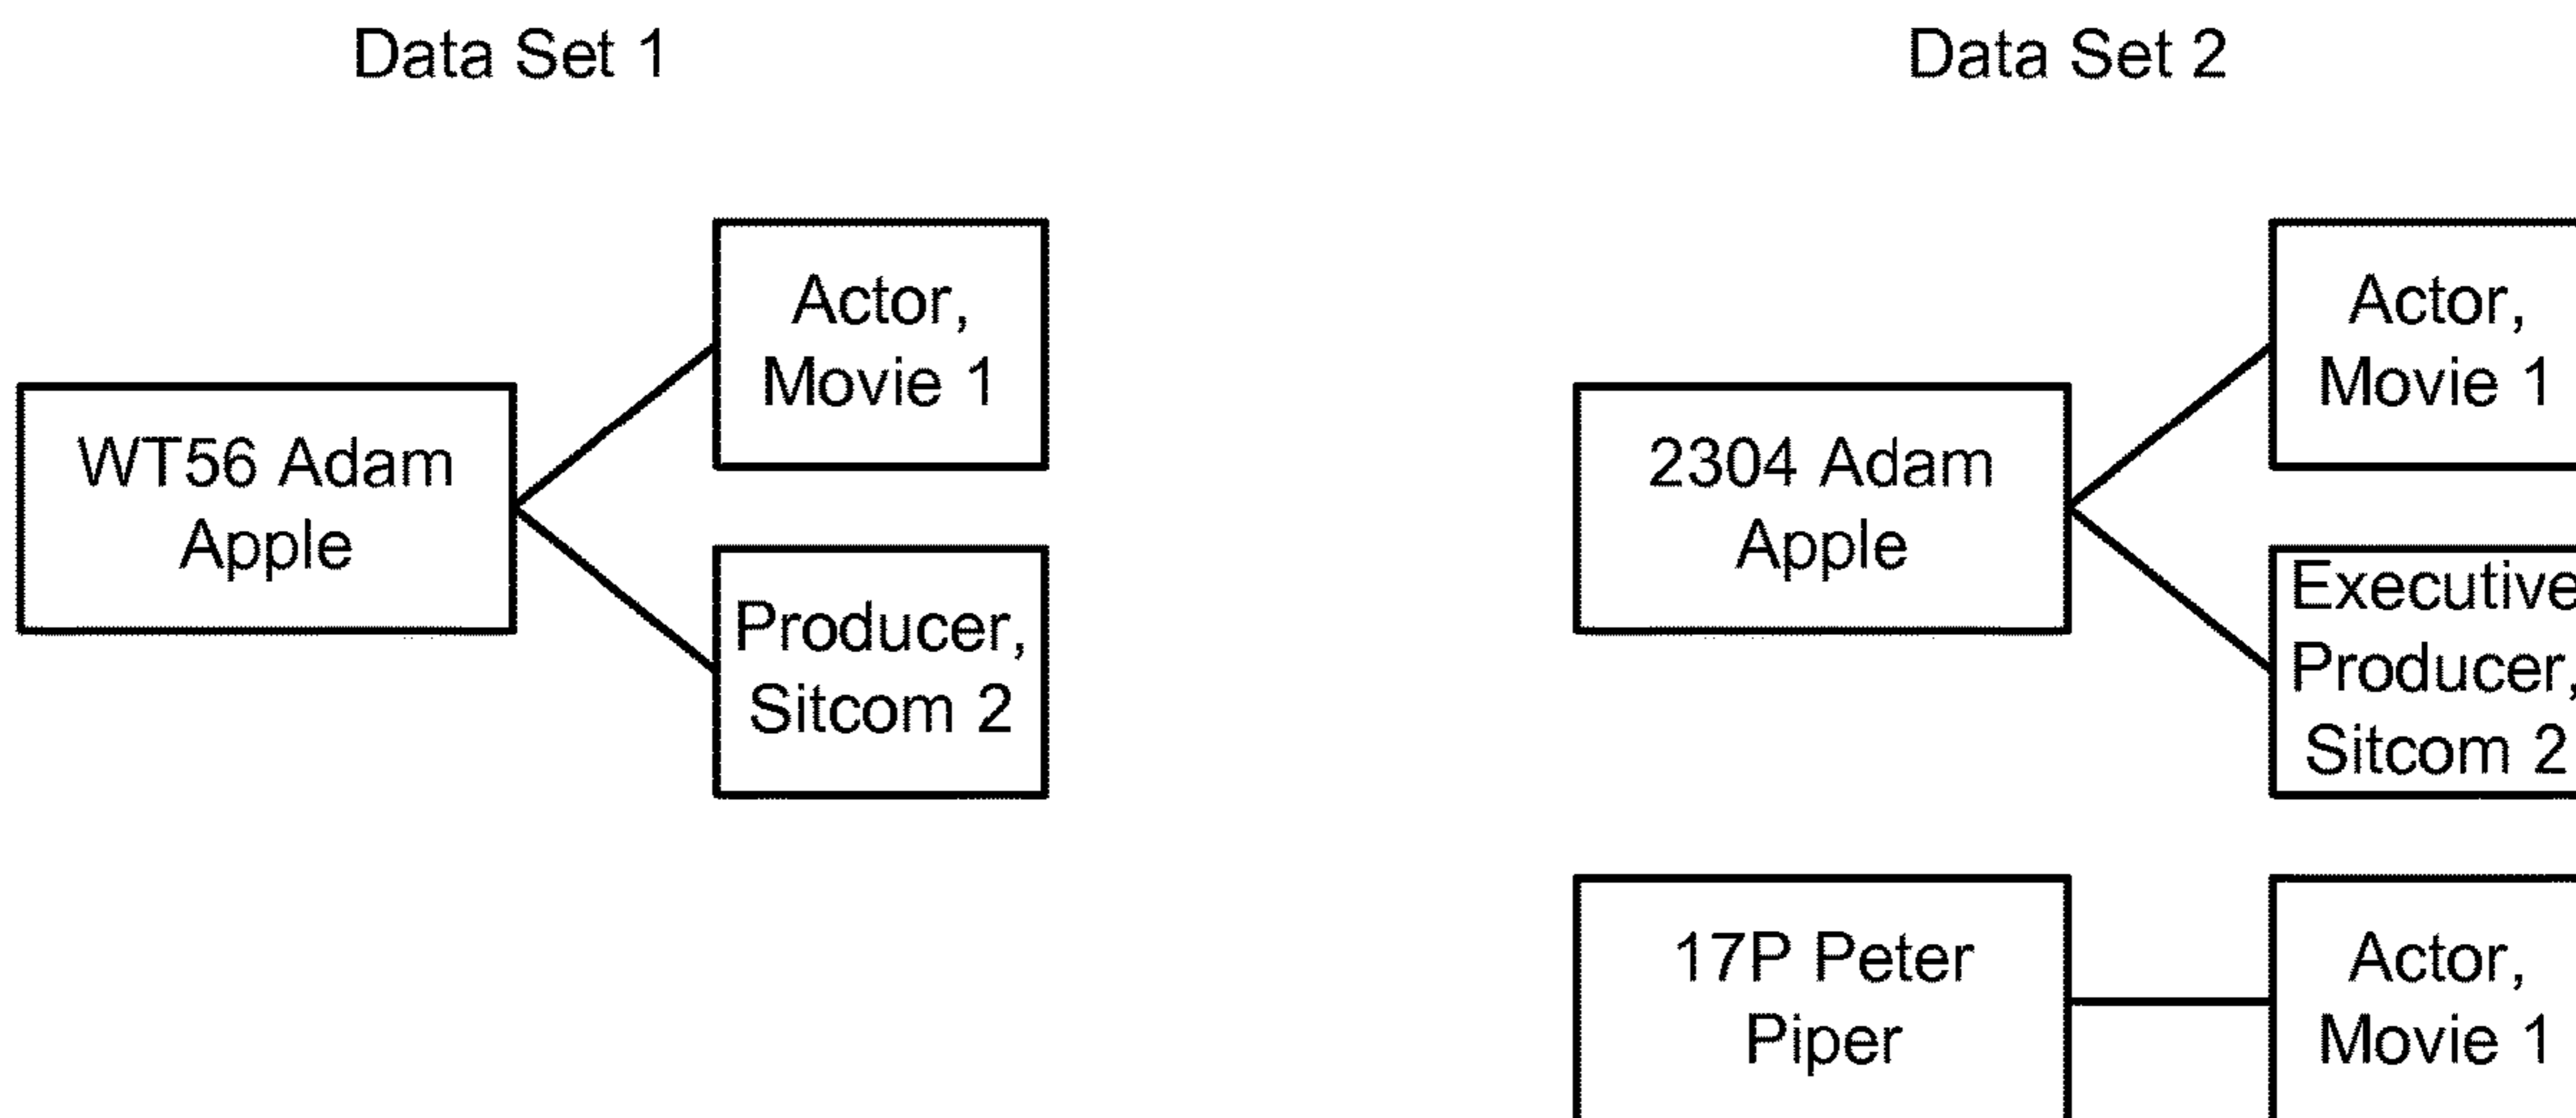 Data Set 1
WT56 Adam
Apple
Actor,
Movie 1
Producer,
Sitcom 2
Data Set 2
2304 Adam
Apple
Actor,
Movie 1
Executive
Producer,
Sitcom 2
17P Peter
Piper
Actor,
Movie 1